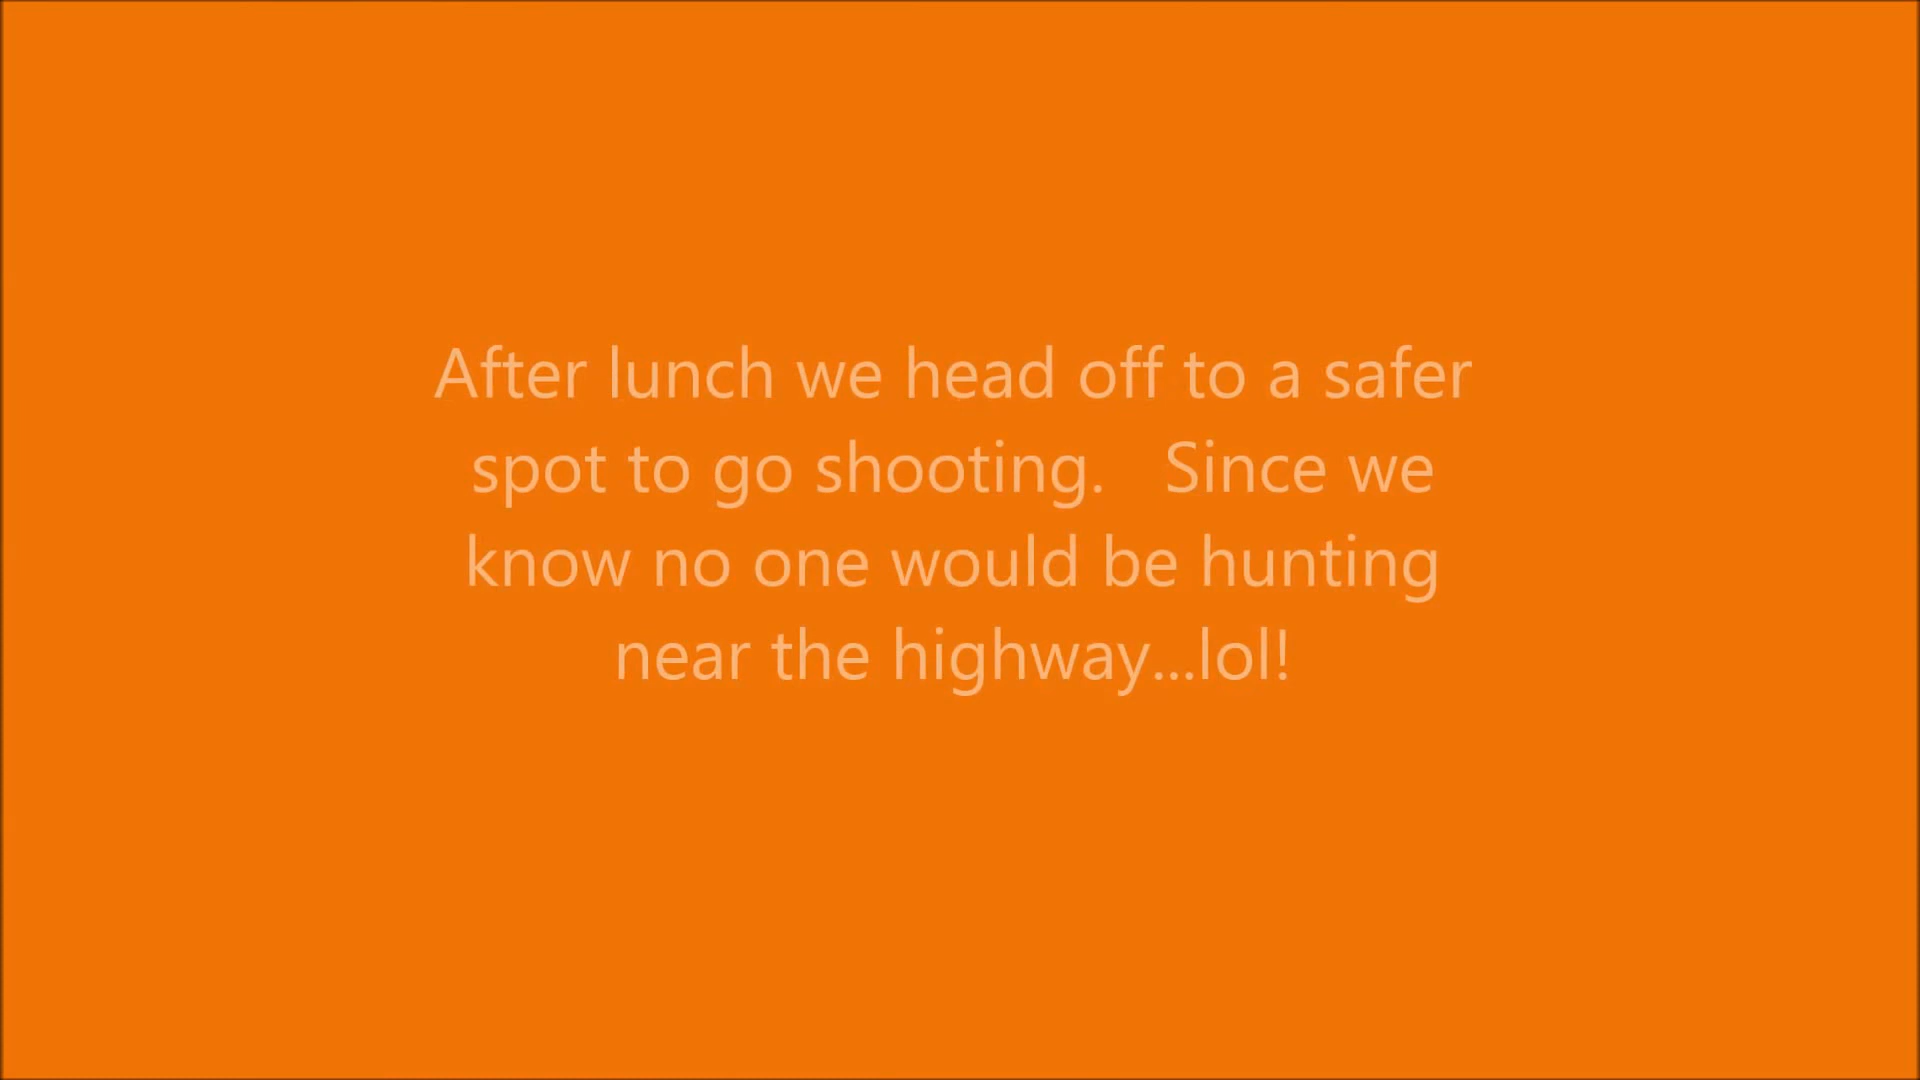 After lunch we head off to a safer
spot to go shooting.   Since we
know no one would be hunting
near the highway...lol!